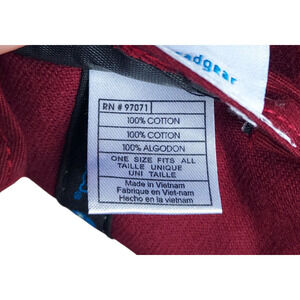 adgear
RN # 97071
100% COTTON
100% COTTON
100% ALGODON
ONE SIZE FITS ALL
TAILLE UNIQUE
UNI TAILLE
Made in Vietnam
Fabrique en Viet-nam
Hecho en la vietnam